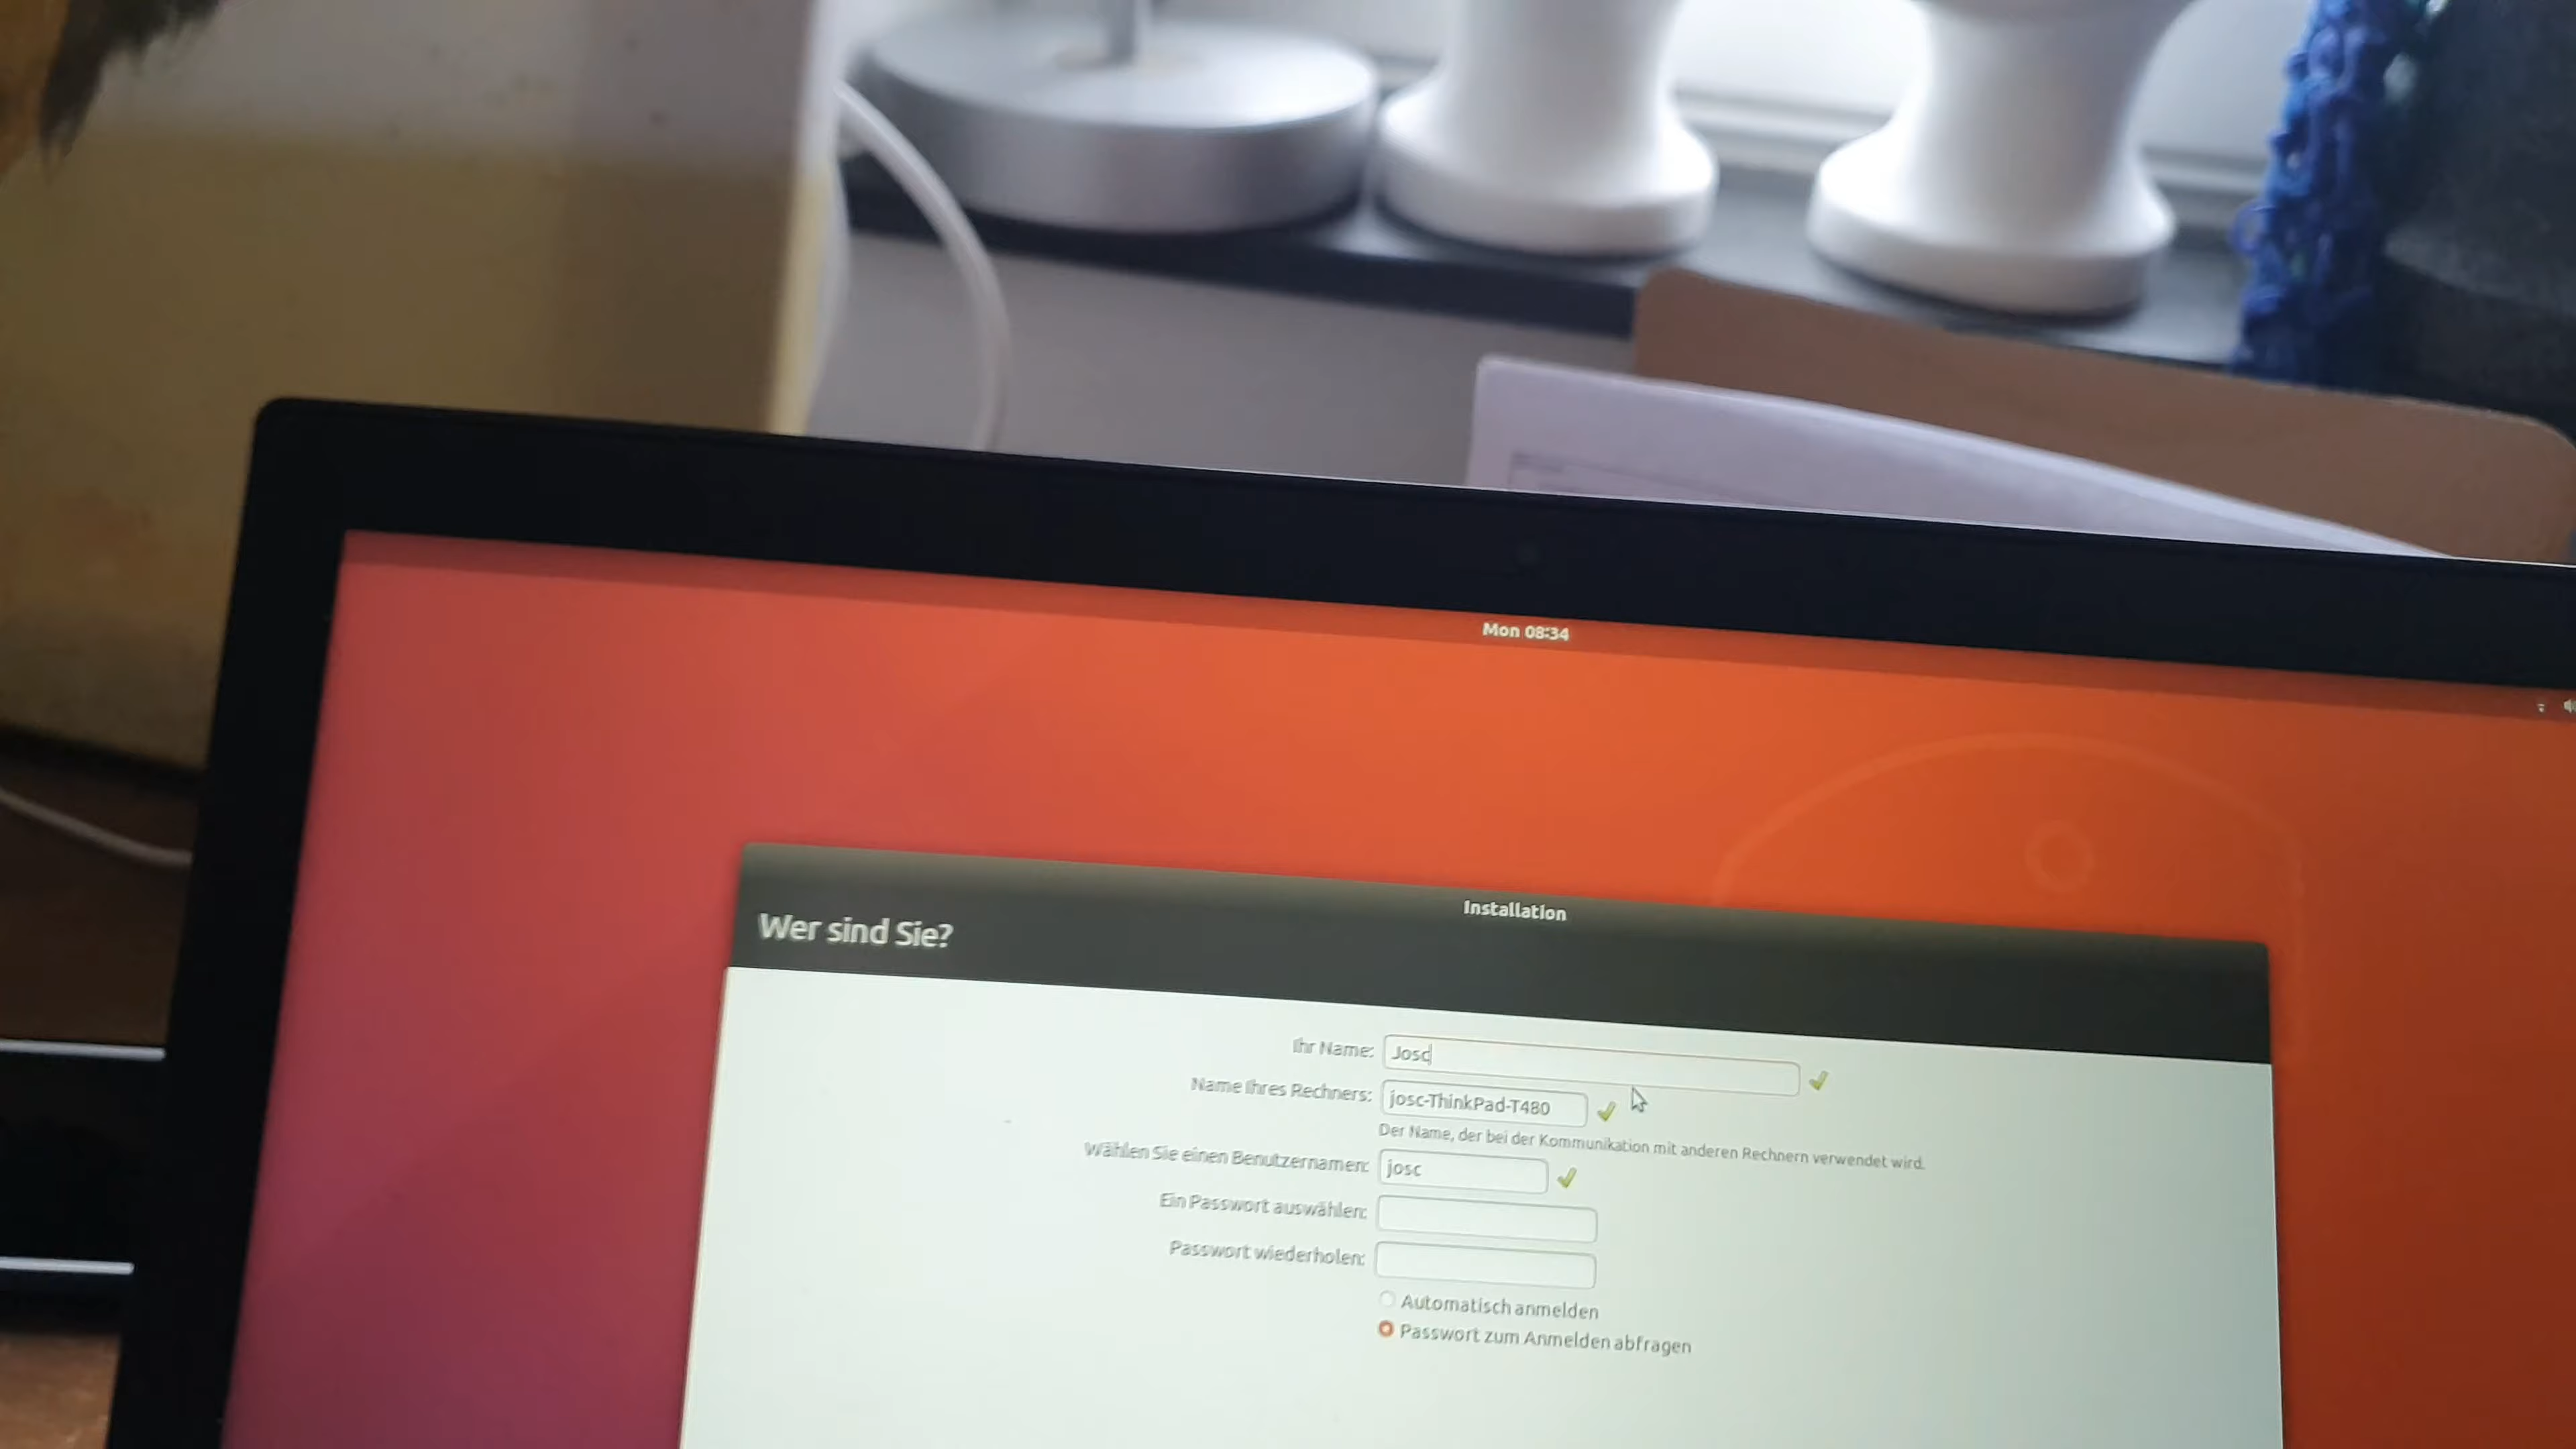 Mon 08:34
Installation
Wer sind Sie?
Ihr Name: Josc
Name Ihres Rechners: josc-ThinkPad-T480
Der Name, der bei der Kommunikation mit anderen Rechnern verwendet wird.
Wählen Sie einen Benutzernamen: josc
Ein Passwort auswählen:
Passwort wiederholen:
Automatisch anmelden
Passwort zum Anmelden abfragen